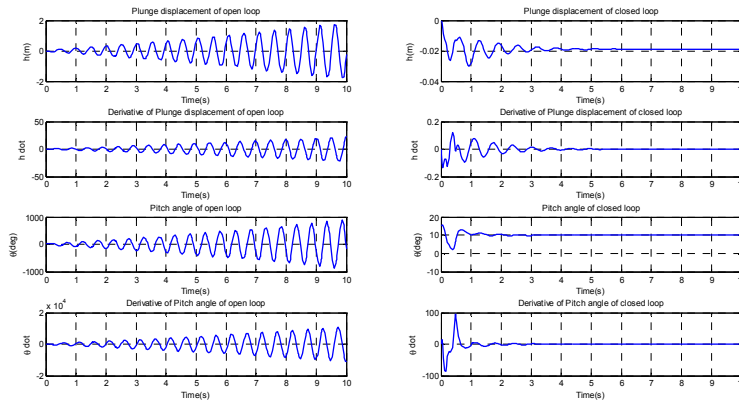 Plunge displacement of open loop
2
0
-2
h(m)
0 1 2 3 4 5 6 7 8 9 10
Time(s)
Plunge displacement of closed loop
0
-0.02
-0.04
h(m)
0 1 2 3 4 5 6 7 8 9 10
Time(s)
Derivative of Plunge displacement of open loop
50
0
-50
h dot
0 1 2 3 4 5 6 7 8 9 10
Time(s)
Derivative of Plunge displacement of closed loop
0.2
0
-0.2
h dot
0 1 2 3 4 5 6 7 8 9 10
Time(s)
Pitch angle of open loop
1000
0
-1000
θ(deg)
0 1 2 3 4 5 6 7 8 9 10
Time(s)
Pitch angle of closed loop
20
10
0
-10
θ(deg)
0 1 2 3 4 5 6 7 8 9 10
Time(s)
Derivative of Pitch angle of open loop
x 10⁴
2
0
-2
θ dot
0 1 2 3 4 5 6 7 8 9 10
Time(s)
Derivative of Pitch angle of closed loop
100
0
-100
θ dot
0 1 2 3 4 5 6 7 8 9 10
Time(s)